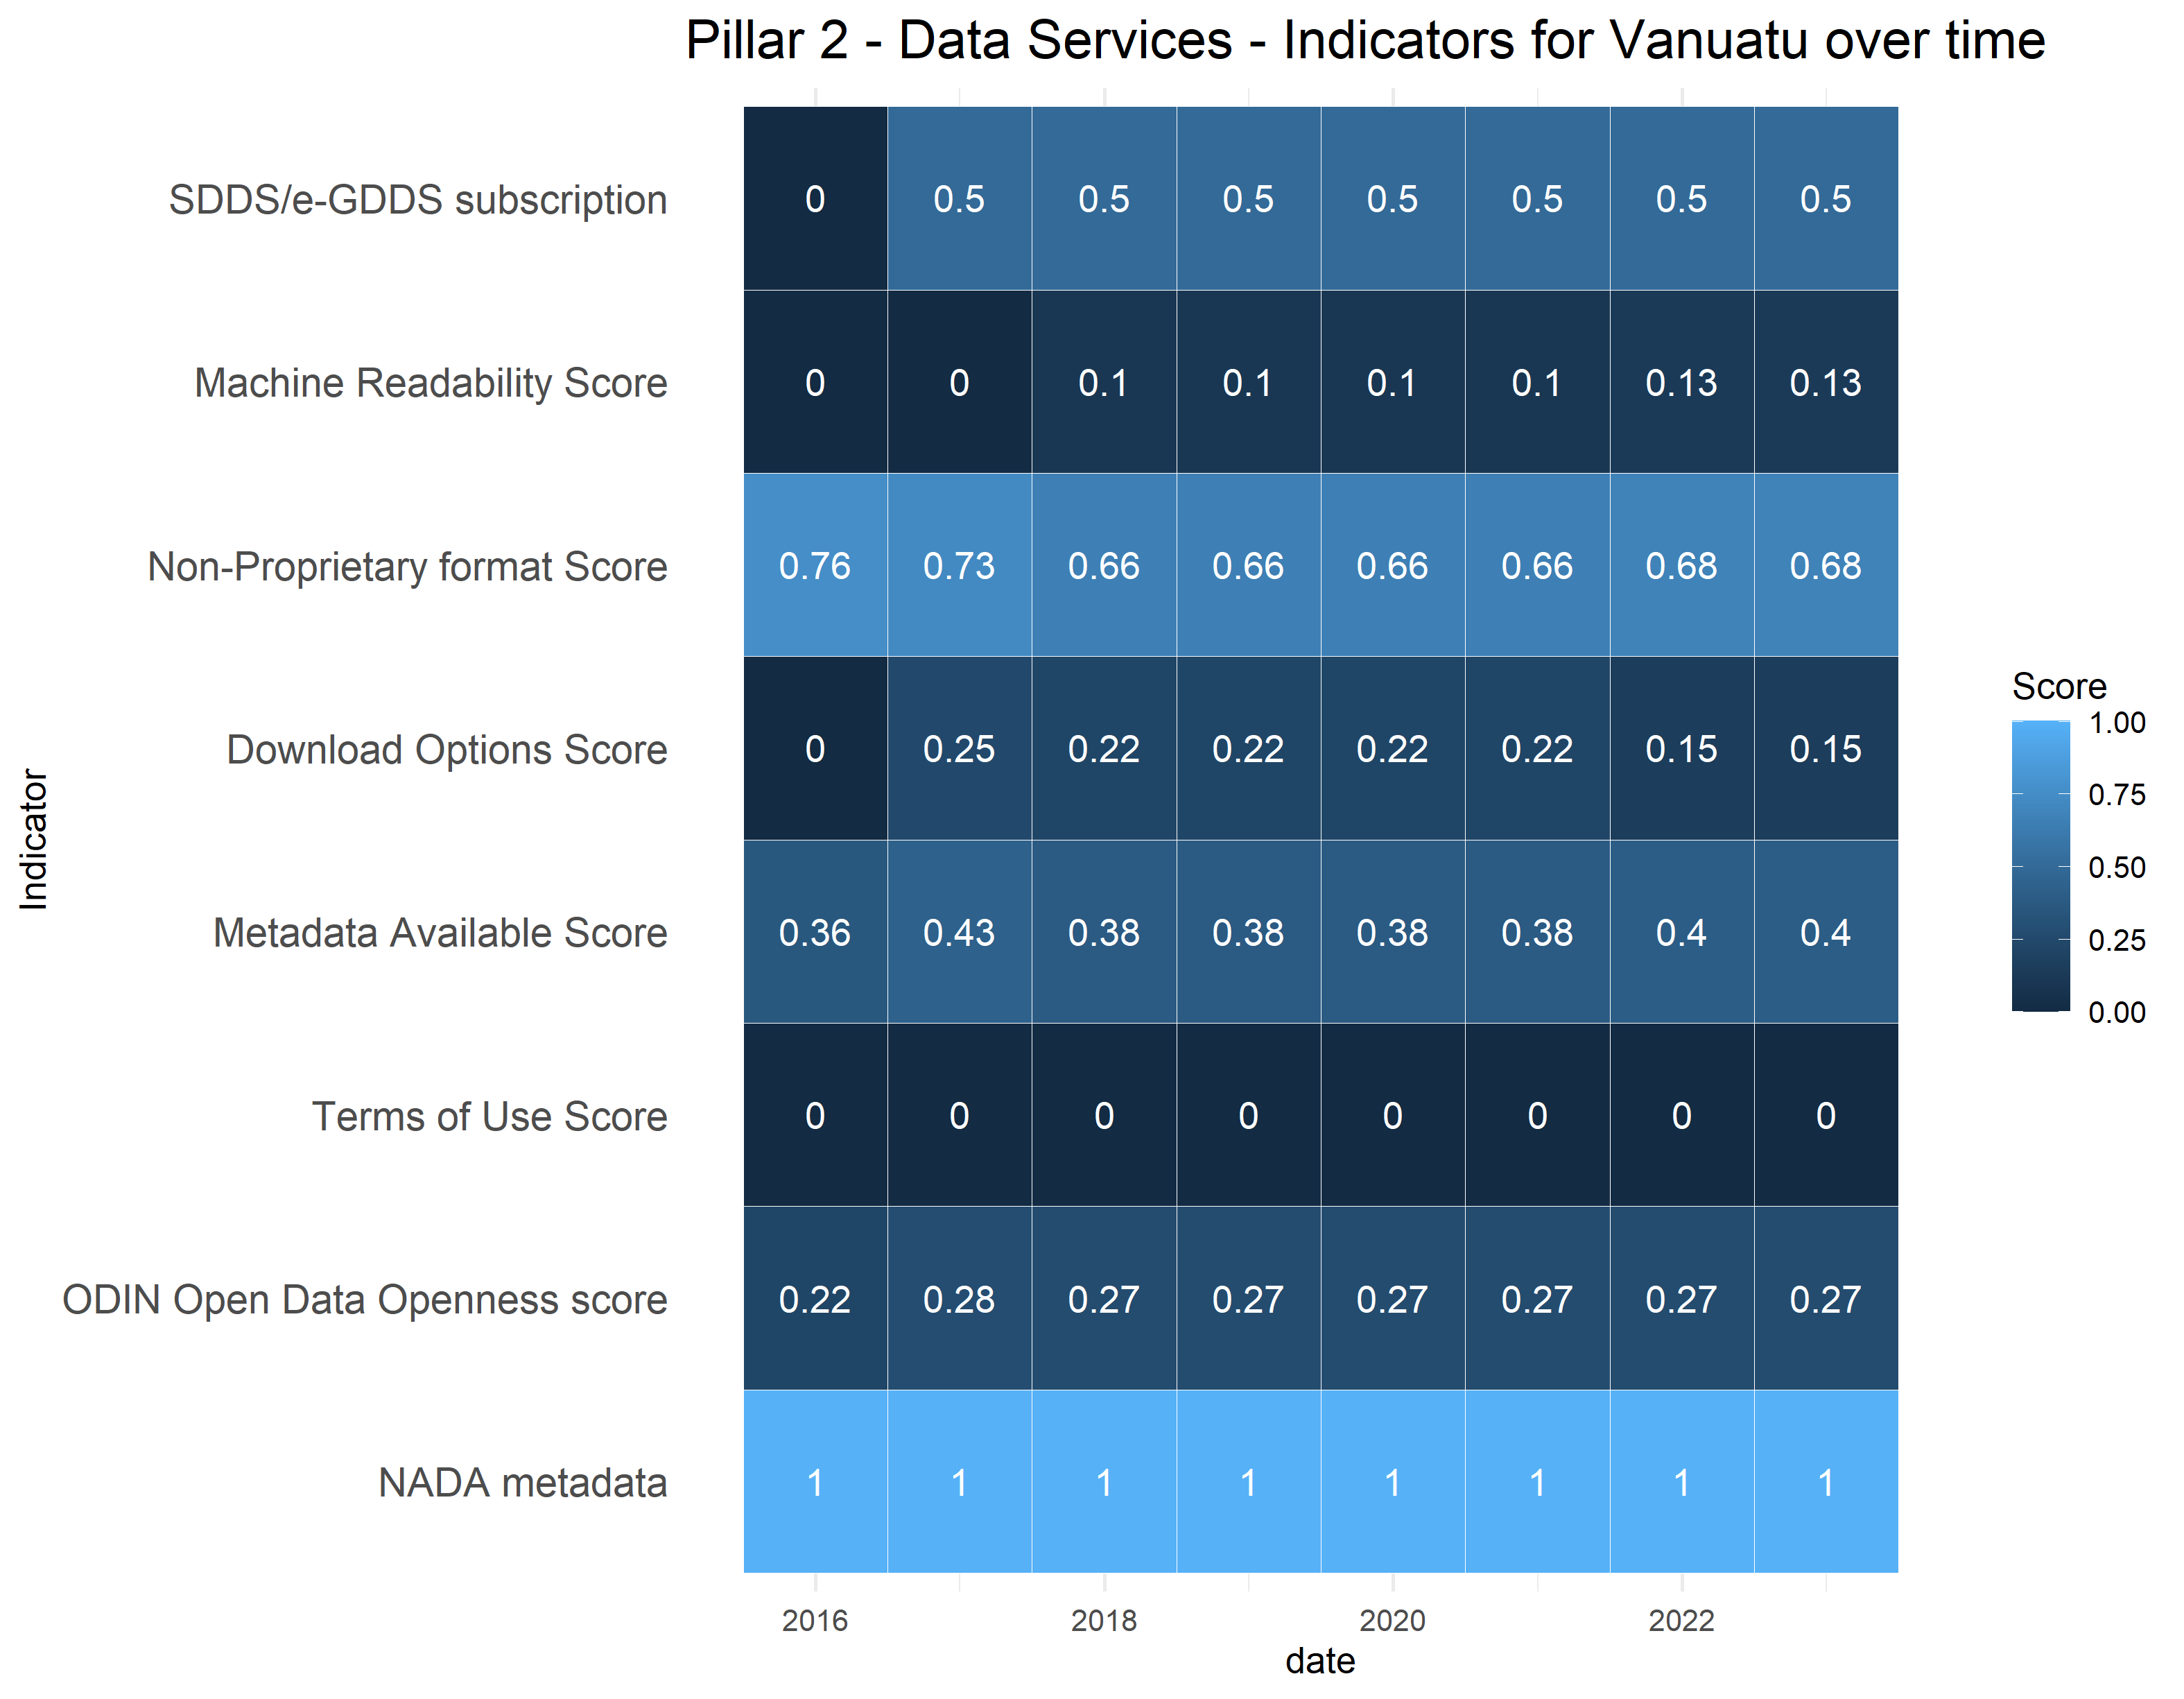 Pillar 2 - Data Services - Indicators for Vanuatu over time
Indicator
SDDS/e-GDDS subscription 0 0.5 0.5 0.5 0.5 0.5 0.5 0.5
Machine Readability Score 0 0 0.1 0.1 0.1 0.1 0.13 0.13
Non-Proprietary format Score 0.76 0.73 0.66 0.66 0.66 0.66 0.68 0.68
Download Options Score 0 0.25 0.22 0.22 0.22 0.22 0.15 0.15
Metadata Available Score 0.36 0.43 0.38 0.38 0.38 0.38 0.4 0.4
Terms of Use Score 0 0 0 0 0 0 0 0
ODIN Open Data Openness score 0.22 0.28 0.27 0.27 0.27 0.27 0.27 0.27
NADA metadata 1 1 1 1 1 1 1 1
2016 2018 2020 2022
date
Score
1.00
0.75
0.50
0.25
0.00